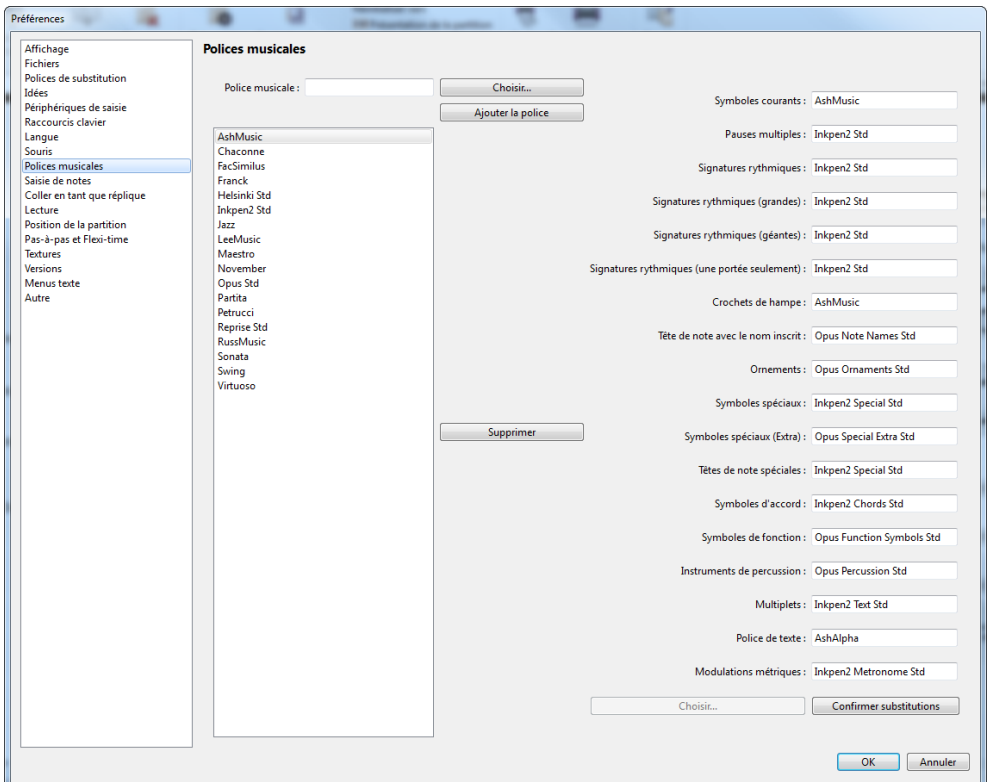 Préférences
Affichage
Fichiers
Polices de substitution
Idées
Périphériques de saisie
Raccourcis clavier
Langue
Souris
Polices musicales
Saisie de notes
Coller en tant que réplique
Lecture
Position de la partition
Pas-à-pas et Flexi-time
Textures
Versions
Menus texte
Autre
Polices musicales
Police musicale :
Choisir...
Ajouter la police
AshMusic
Chaconne
FacSimilus
Franck
Helsinki Std
Inkpen2 Std
Jazz
LeeMusic
Maestro
November
Opus Std
Partita
Petrucci
Reprise Std
RussMusic
Sonata
Swing
Virtuoso
Supprimer
Symboles courants : AshMusic
Pauses multiples : Inkpen2 Std
Signatures rythmiques : Inkpen2 Std
Signatures rythmiques (grandes) : Inkpen2 Std
Signatures rythmiques (géantes) : Inkpen2 Std
Signatures rythmiques (une portée seulement) : Inkpen2 Std
Crochets de hampe : AshMusic
Tête de note avec le nom inscrit : Opus Note Names Std
Ornements : Opus Ornaments Std
Symboles spéciaux : Inkpen2 Special Std
Symboles spéciaux (Extra) : Opus Special Extra Std
Têtes de note spéciales : Inkpen2 Special Std
Symboles d'accord : Inkpen2 Chords Std
Symboles de fonction : Opus Function Symbols Std
Instruments de percussion : Opus Percussion Std
Multiplets : Inkpen2 Text Std
Police de texte : AshAlpha
Modulations métriques : Inkpen2 Metronome Std
Choisir...
Confirmer substitutions
OK
Annuler